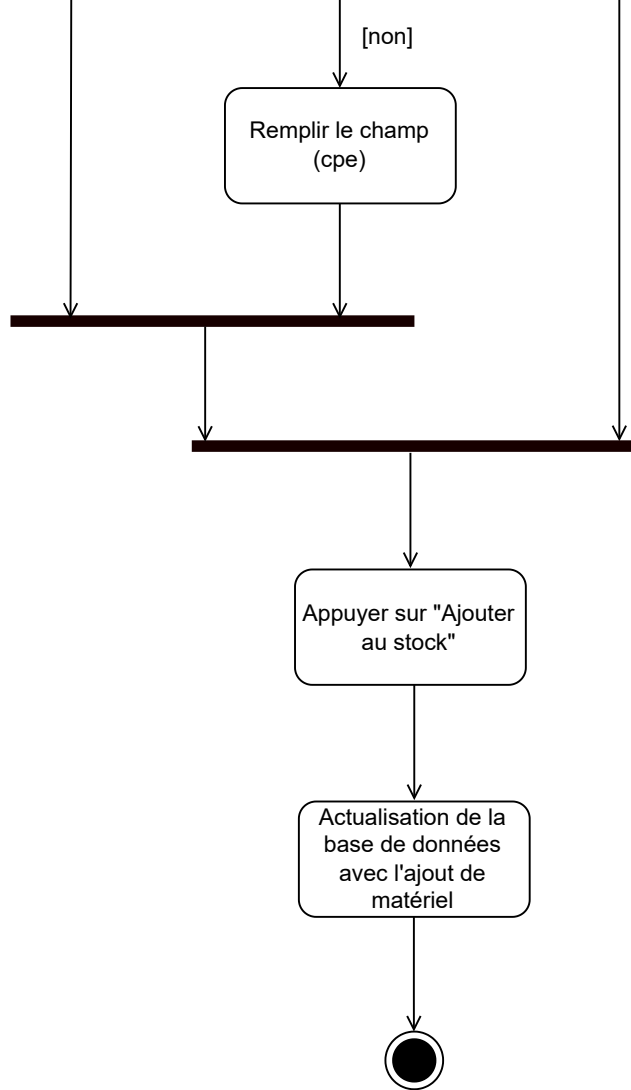 [non]
Remplir le champ
(cpe)
Appuyer sur "Ajouter
au stock"
Actualisation de la
base de données
avec l'ajout de
matériel